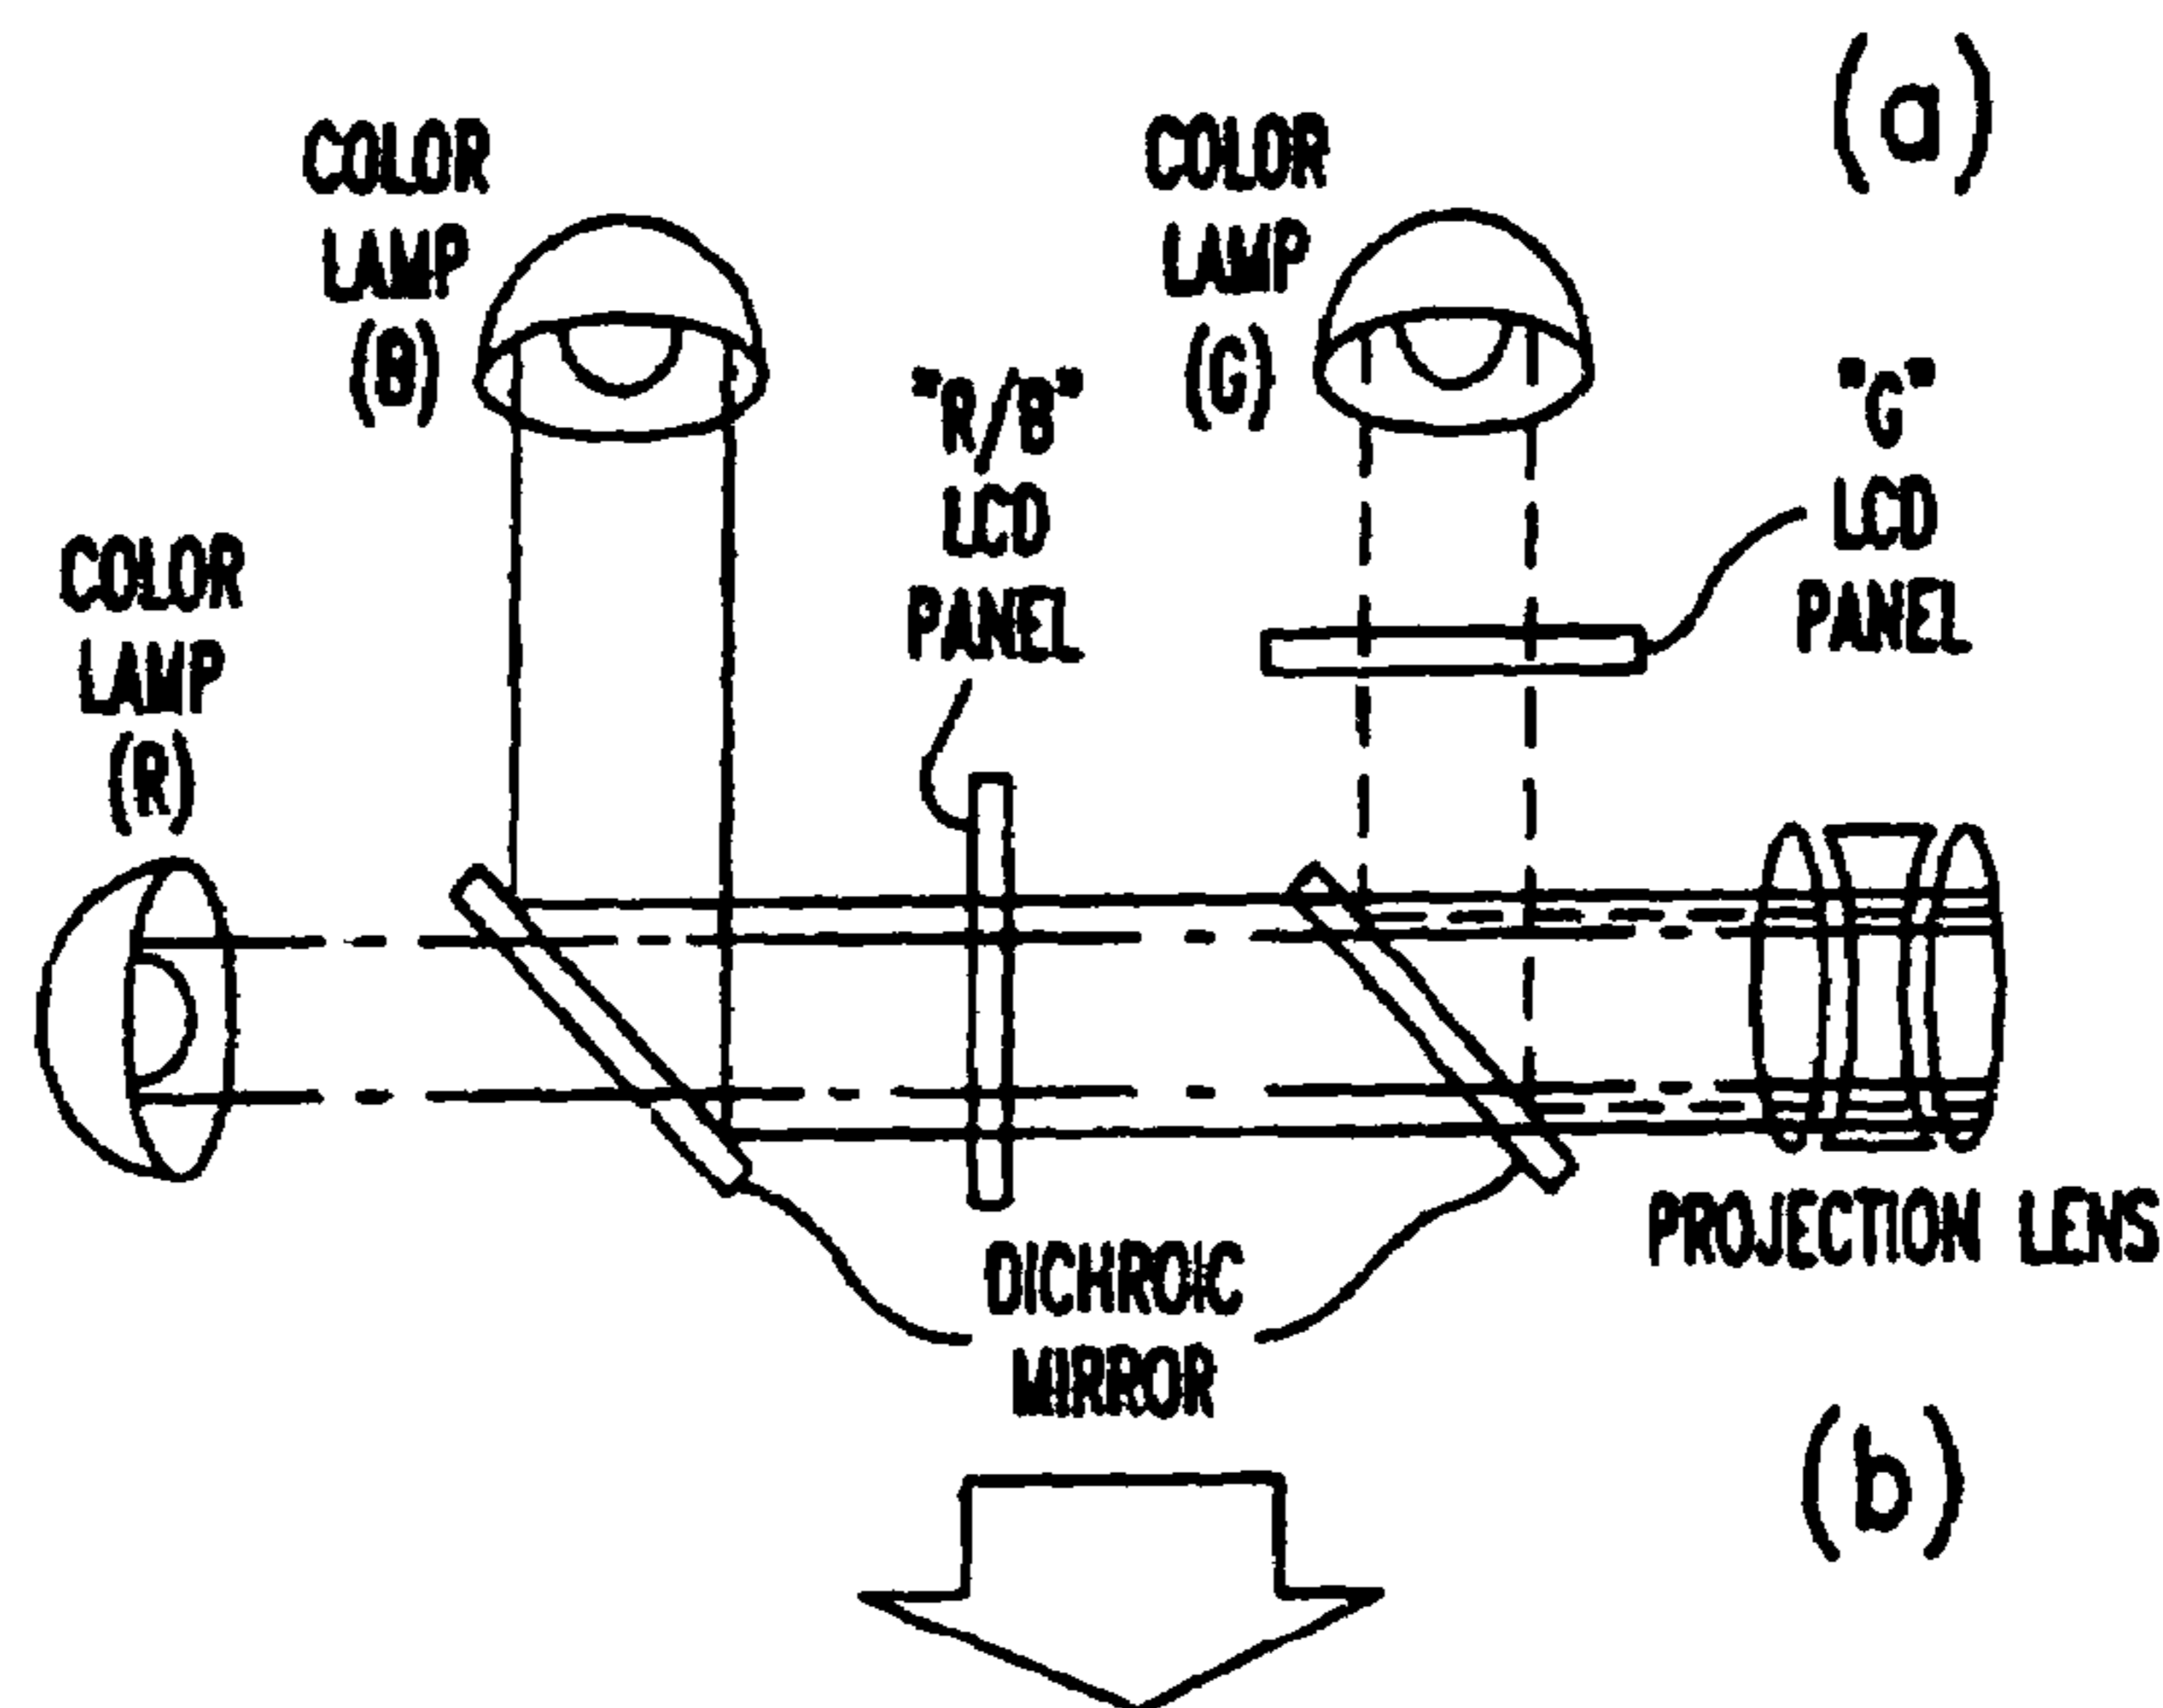 (a)
COLOR
LAMP
(B)
COLOR
LAMP
(G)
"R/B"
LCD
PANEL
"G"
LCD
PANEL
COLOR
LAMP
(R)
PROJECTION LENS
DICHROIC
MIRROR
(b)